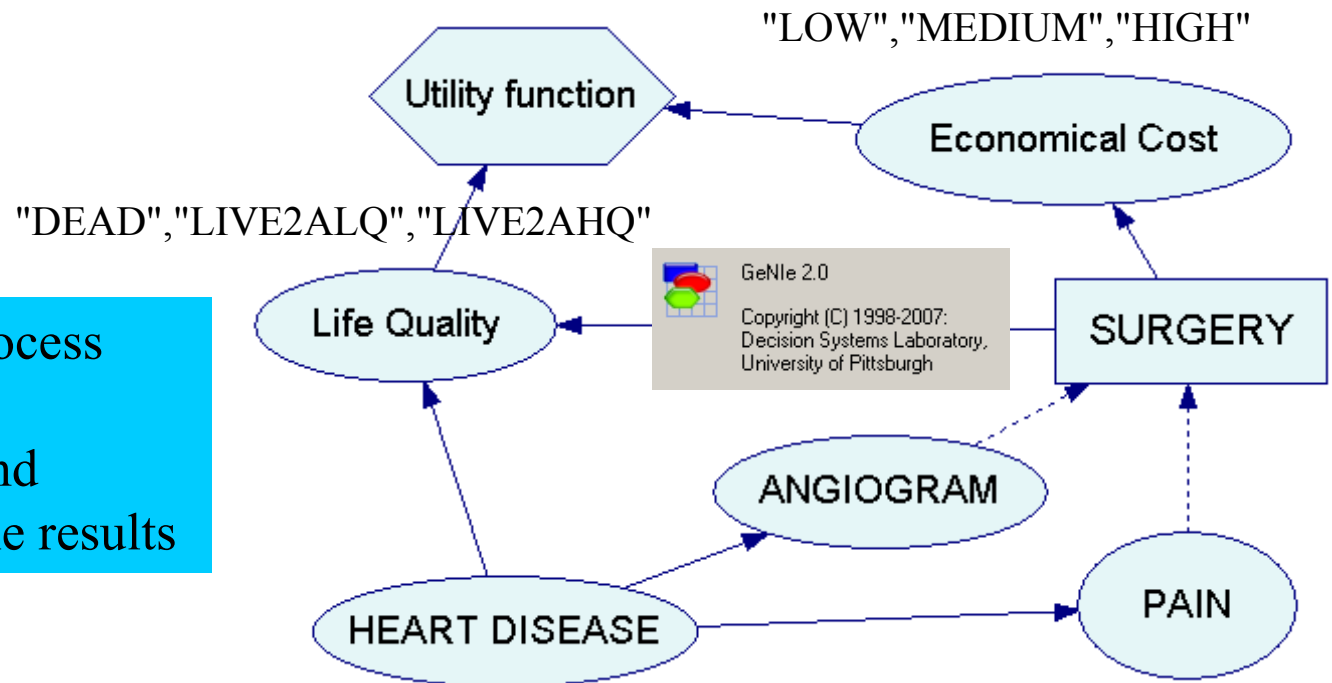 "LOW","MEDIUM","HIGH"
Utility function
Economical Cost
"DEAD","LIVE2ALQ","LIVE2AHQ"
GeNIe 2.0
Copyright (C) 1998-2007:
Decision Systems Laboratory,
University of Pittsburgh
Life Quality
SURGERY
nd
results
ANGIOGRAM
PAIN
HEART DISEASE